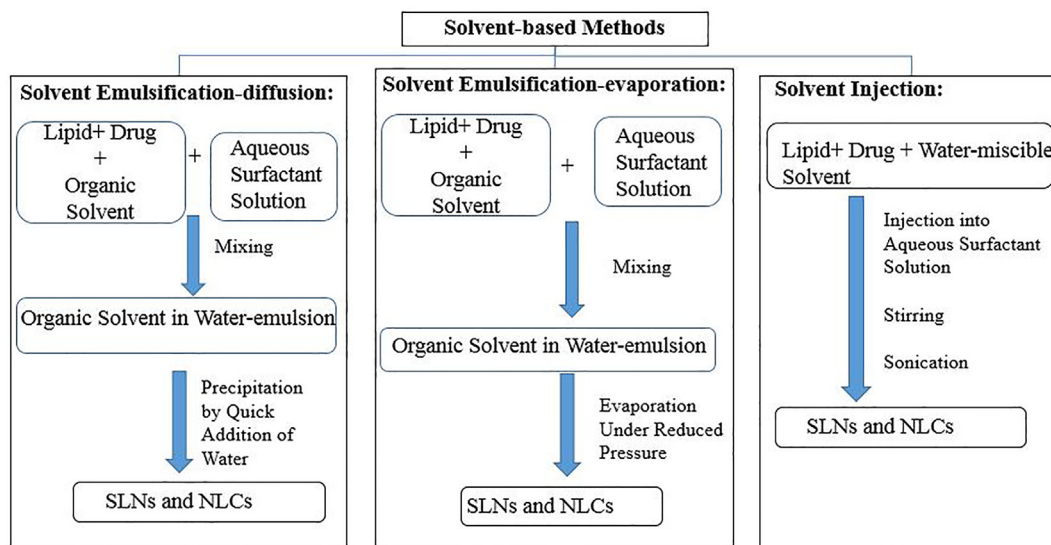 Solvent-based Methods
Solvent Emulsification-diffusion:
Lipid+ Drug
+
Organic
Solvent
+
Aqueous
Surfactant
Solution
Mixing
Organic Solvent in Water-emulsion
Precipitation
by Quick
Addition of
Water
SLNs and NLCs
Solvent Emulsification-evaporation:
Lipid+ Drug
+
Organic
Solvent
+
Aqueous
Surfactant
Solution
Mixing
Organic Solvent in Water-emulsion
Evaporation
Under Reduced
Pressure
SLNs and NLCs
Solvent Injection:
Lipid+ Drug + Water-miscible
Solvent
Injection into
Aqueous Surfactant
Solution
Stirring
Sonication
SLNs and NLCs